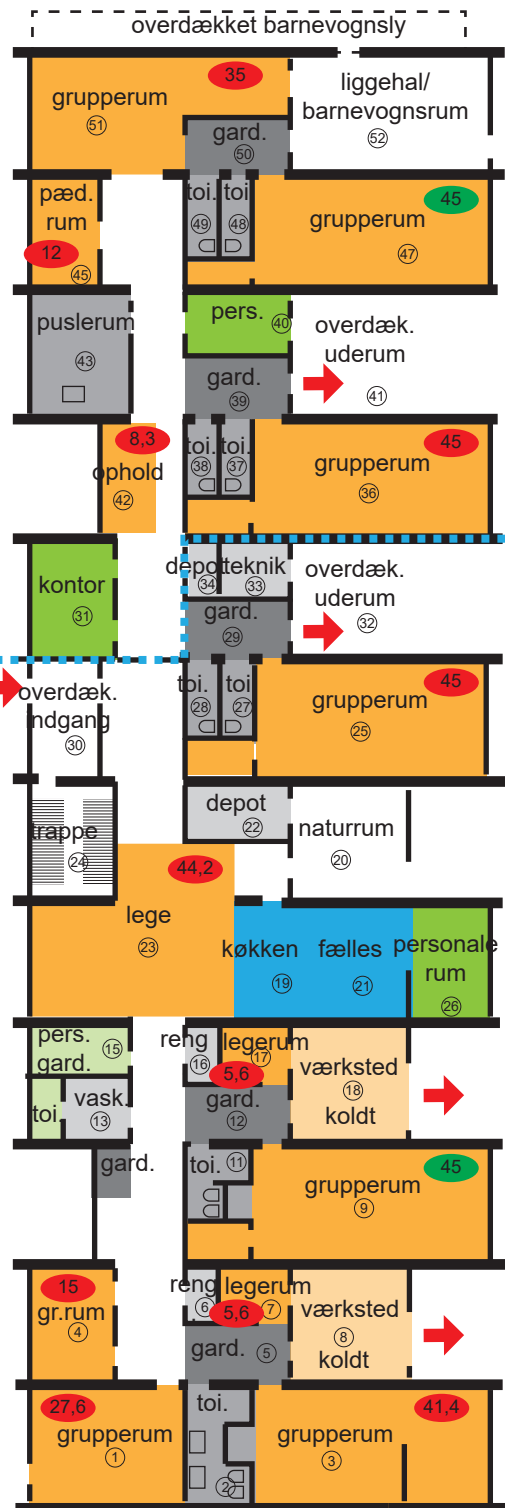 overdækket barnevognsly
35
grupperum
51
liggehal/
barnevognsrum
52
gard.
50
pæd.
rum
12
45
toi.
49
toi
48
45
grupperum
47
puslerum
43
pers.
40
gard.
39
overdæk.
uderum
41
8,3
ophold
42
toi.
38
toi.
37
45
grupperum
36
kontor
31
depot
34
teknik
33
gard.
29
overdæk.
uderum
32
overdæk.
indgang
30
toi.
28
toi
27
45
grupperum
25
trappe
24
depot
22
naturrum
20
44,2
lege
23
køkken
19
fælles
21
personale
rum
26
pers.
gard.
15
toi.
vask.
13
reng
16
legerum
17
5,6
gard.
12
værksted
18
koldt
gard.
toi.
11
45
grupperum
9
15
gr.rum
4
reng
6
legerum
7
5,6
gard.
5
værksted
8
koldt
27,6
grupperum
1
toi.
2
41,4
grupperum
3